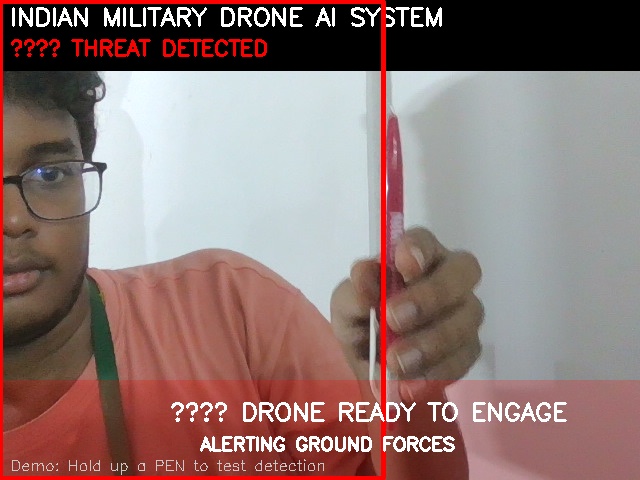 INDIAN MILITARY DRONE AI SYSTEM
???? THREAT DETECTED
???? DRONE READY TO ENGAGE
ALERTING GROUND FORCES
Demo: Hold up a PEN to test detection